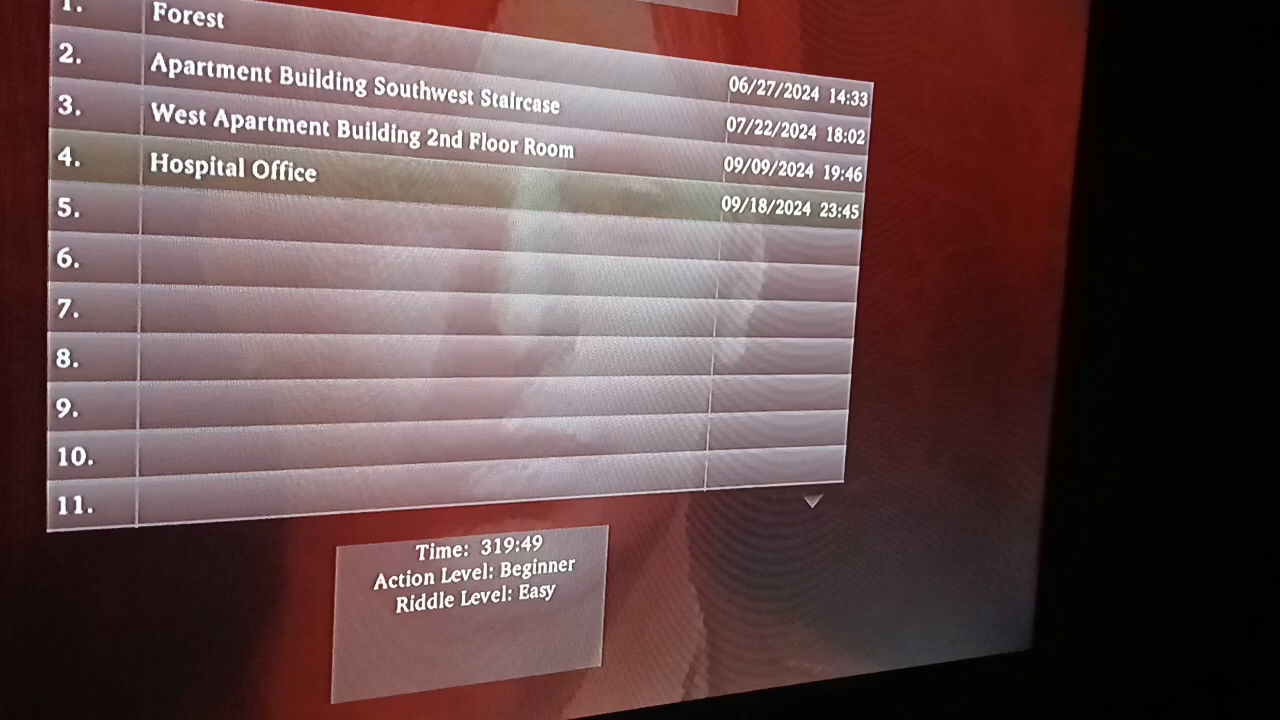 1. Forest 06/27/2024 14:33
2. Apartment Building Southwest Staircase 07/22/2024 18:02
3. West Apartment Building 2nd Floor Room 09/09/2024 19:46
4. Hospital Office 09/18/2024 23:45
5.
6.
7.
8.
9.
10.
11.
Time: 319:49
Action Level: Beginner
Riddle Level: Easy